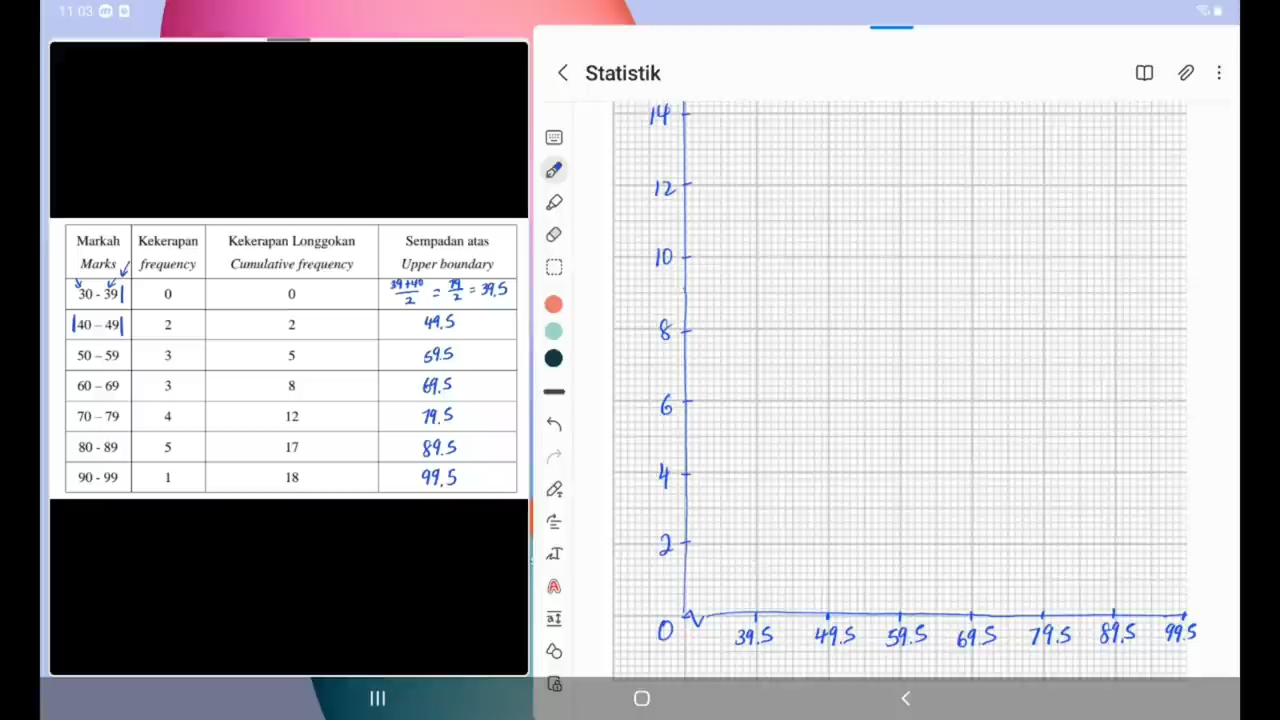 11 03
Statistik
Markah Kekerapan Kekerapan Longgokan Sempadan atas
Marks frequency Cumulative frequency Upper boundary
30 - 39 0 0 39+40/2 = 79/2 = 39.5
40 – 49 2 2 49.5
50 – 59 3 5 59.5
60 – 69 3 8 69.5
70 – 79 4 12 79.5
80 - 89 5 17 89.5
90 - 99 1 18 99.5
14
12
10
8
6
4
2
0 39.5 49.5 59.5 69.5 79.5 89.5 99.5